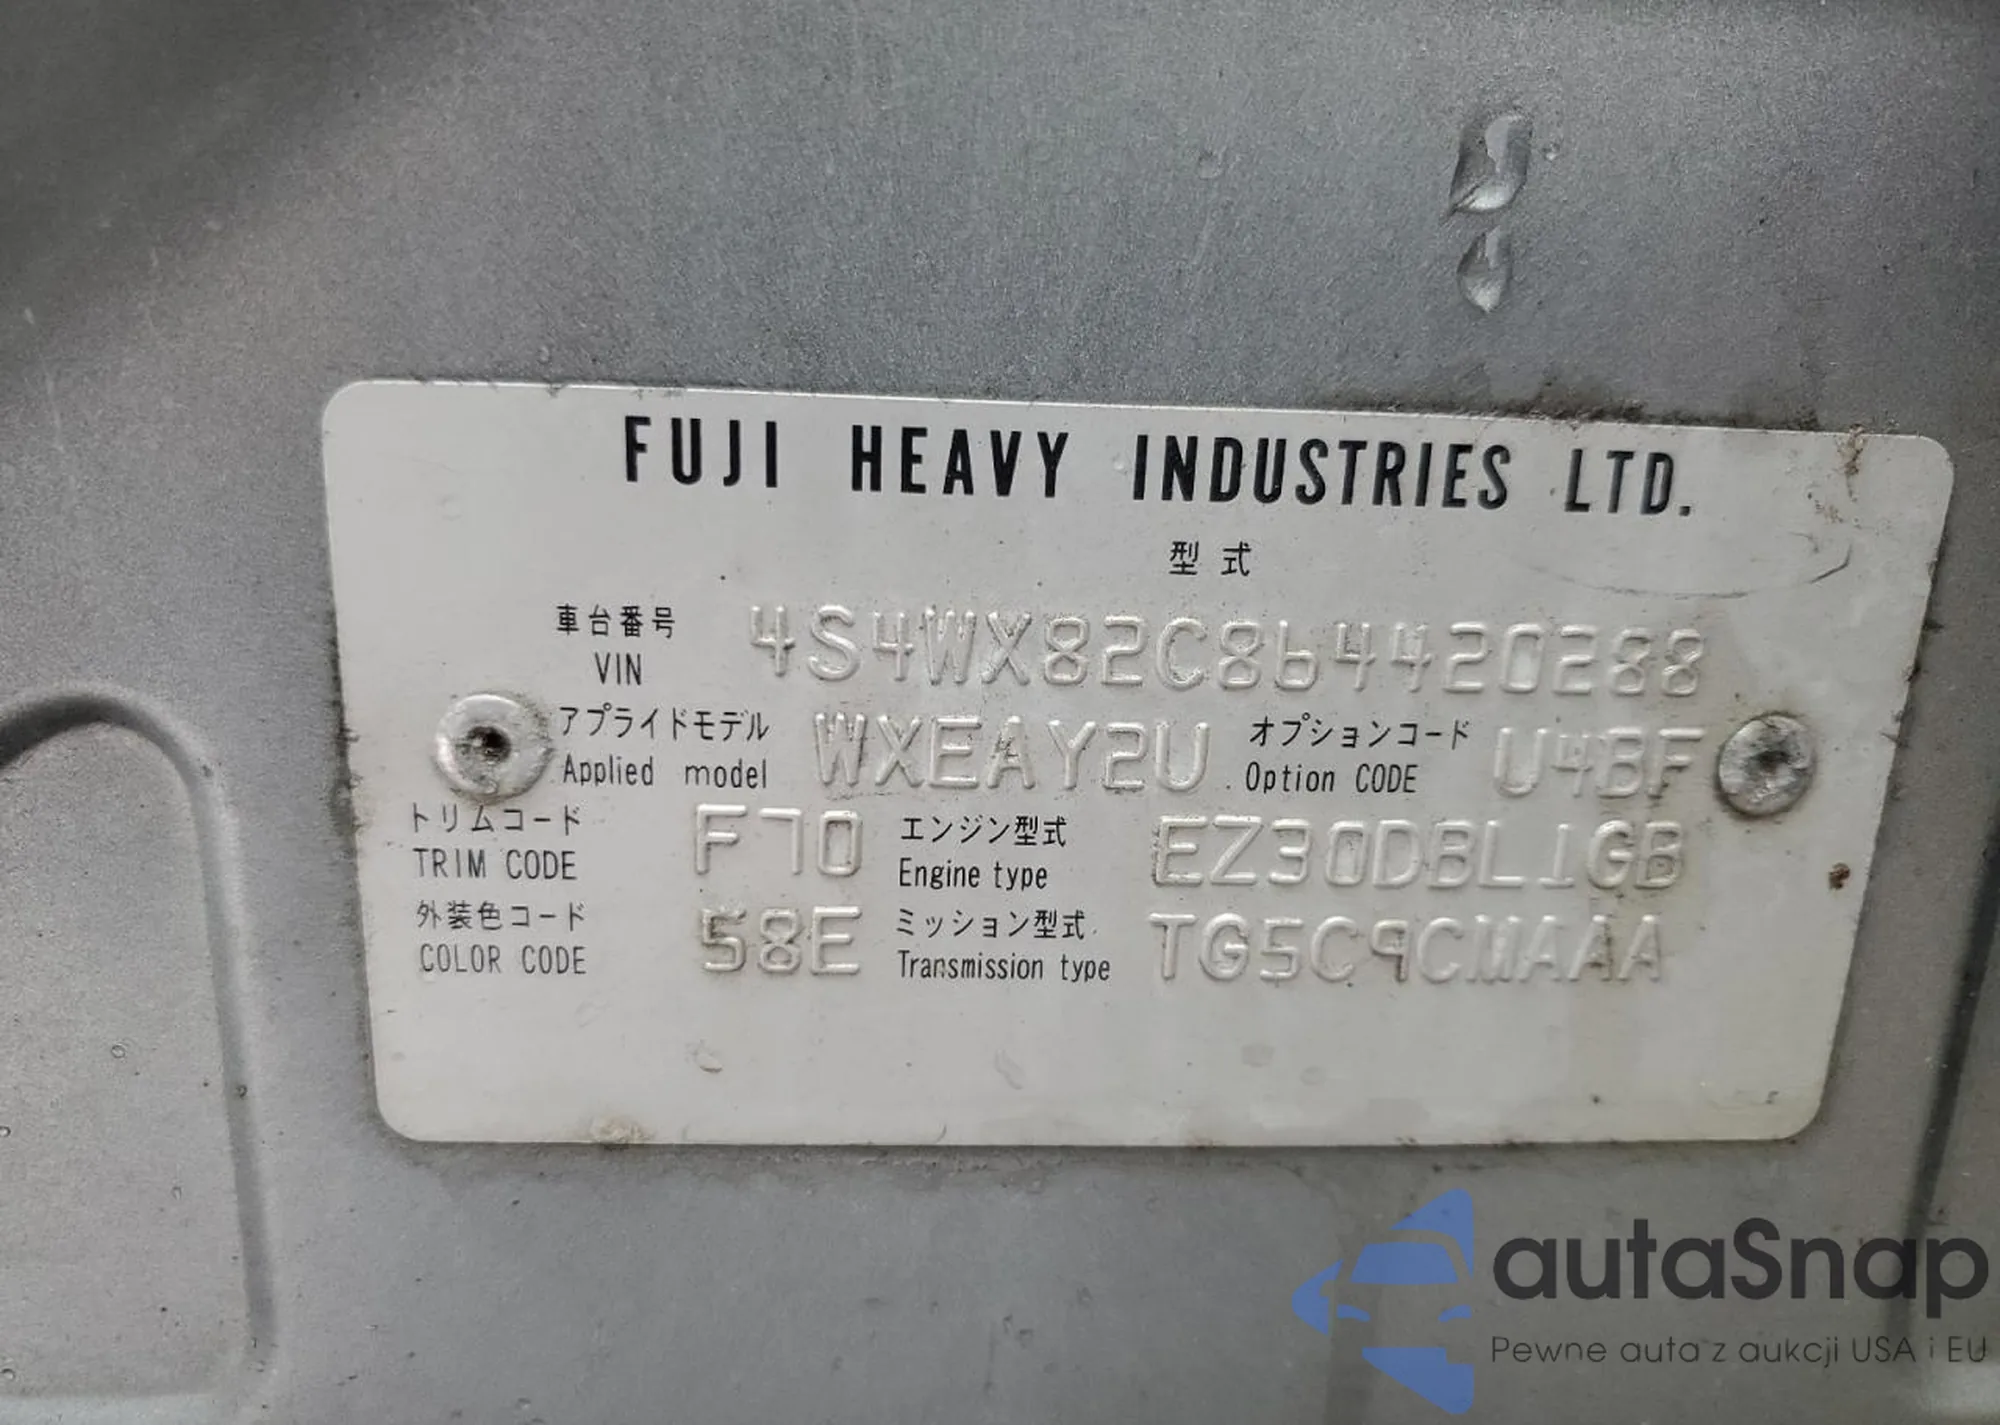 FUJI HEAVY INDUSTRIES LTD.
型式
車台番号 4S4WX82C864420288
VIN
アプライドモデル WXEAY2U オプションコード U4BF
Applied model Option CODE
トリムコード F70 エンジン型式 EZ30DBL1GB
TRIM CODE Engine type
外装色コード 58E ミッション型式 TG5C9CMAAA
COLOR CODE Transmission type
autaSnap
Pewne auta z aukcji USA i EU